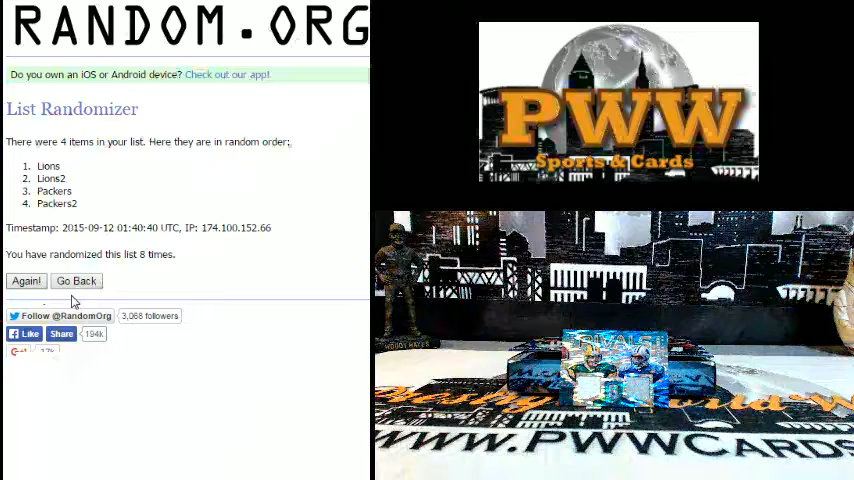 RANDOM.ORG
Do you own an iOS or Android device? Check out our app!
List Randomizer
There were 4 items in your list. Here they are in random order:
1. Lions
2. Lions2
3. Packers
4. Packers2
Timestamp: 2015-09-12 01:40:40 UTC, IP: 174.100.152.66
You have randomized this list 8 times.
Again! Go Back
Follow @RandomOrg 3,068 followers
Like Share 194k
PWW
Sports & Cards
WOODY HAYES
RIVALS
WWW.PWWCARDS